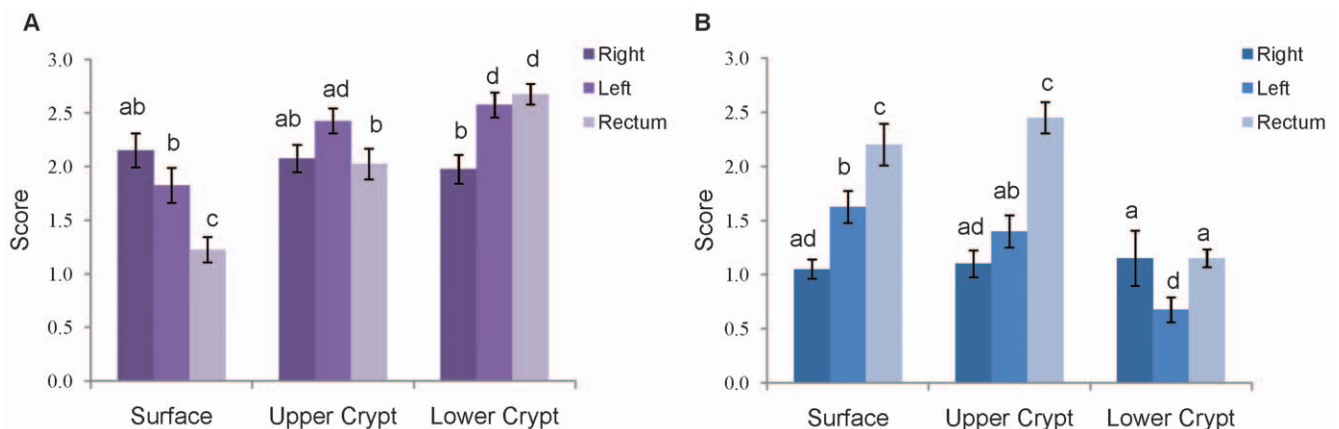 A
3.0
2.5
2.0
1.5
1.0
0.5
0.0
Score
ab
b
c
ab
ad
b
b
d
d
Right
Left
Rectum
Surface Upper Crypt Lower Crypt
B
3.0
2.5
2.0
1.5
1.0
0.5
0.0
Score
ad
b
c
ad
ab
c
a
d
a
Right
Left
Rectum
Surface Upper Crypt Lower Crypt